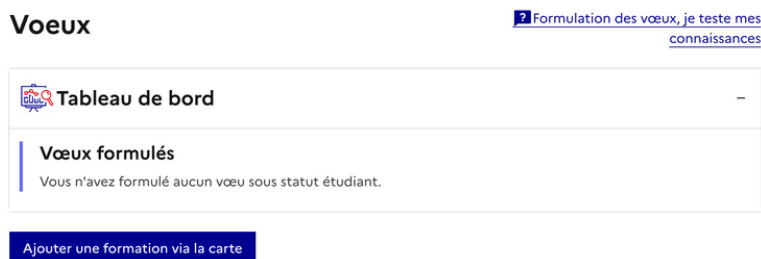 Voeux
Formulation des vœux, je teste mes
connaissances
Tableau de bord
Vœux formulés
Vous n'avez formulé aucun vœu sous statut étudiant.
Ajouter une formation via la carte